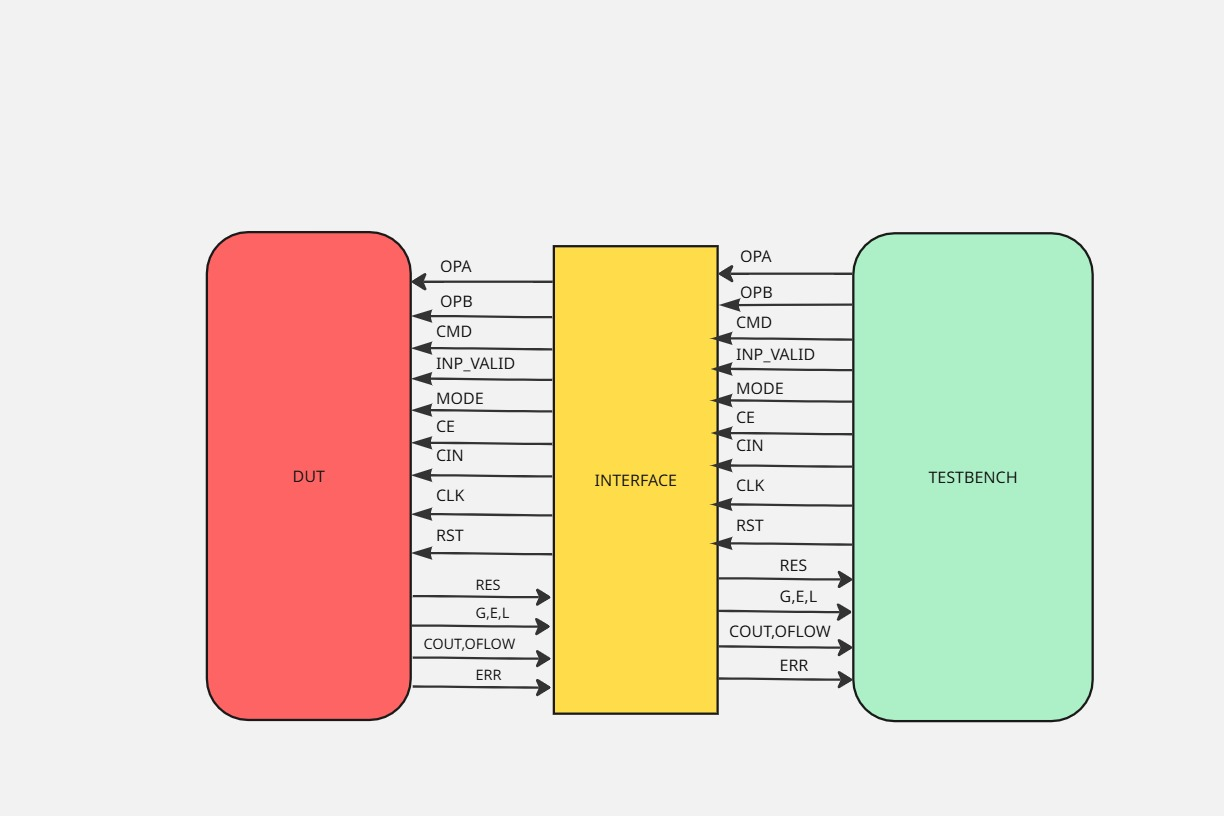 DUT
OPA
OPB
CMD
INP_VALID
MODE
CE
CIN
CLK
RST
RES
G,E,L
COUT,OFLOW
ERR
INTERFACE
OPA
OPB
CMD
INP_VALID
MODE
CE
CIN
CLK
RST
RES
G,E,L
COUT,OFLOW
ERR
TESTBENCH